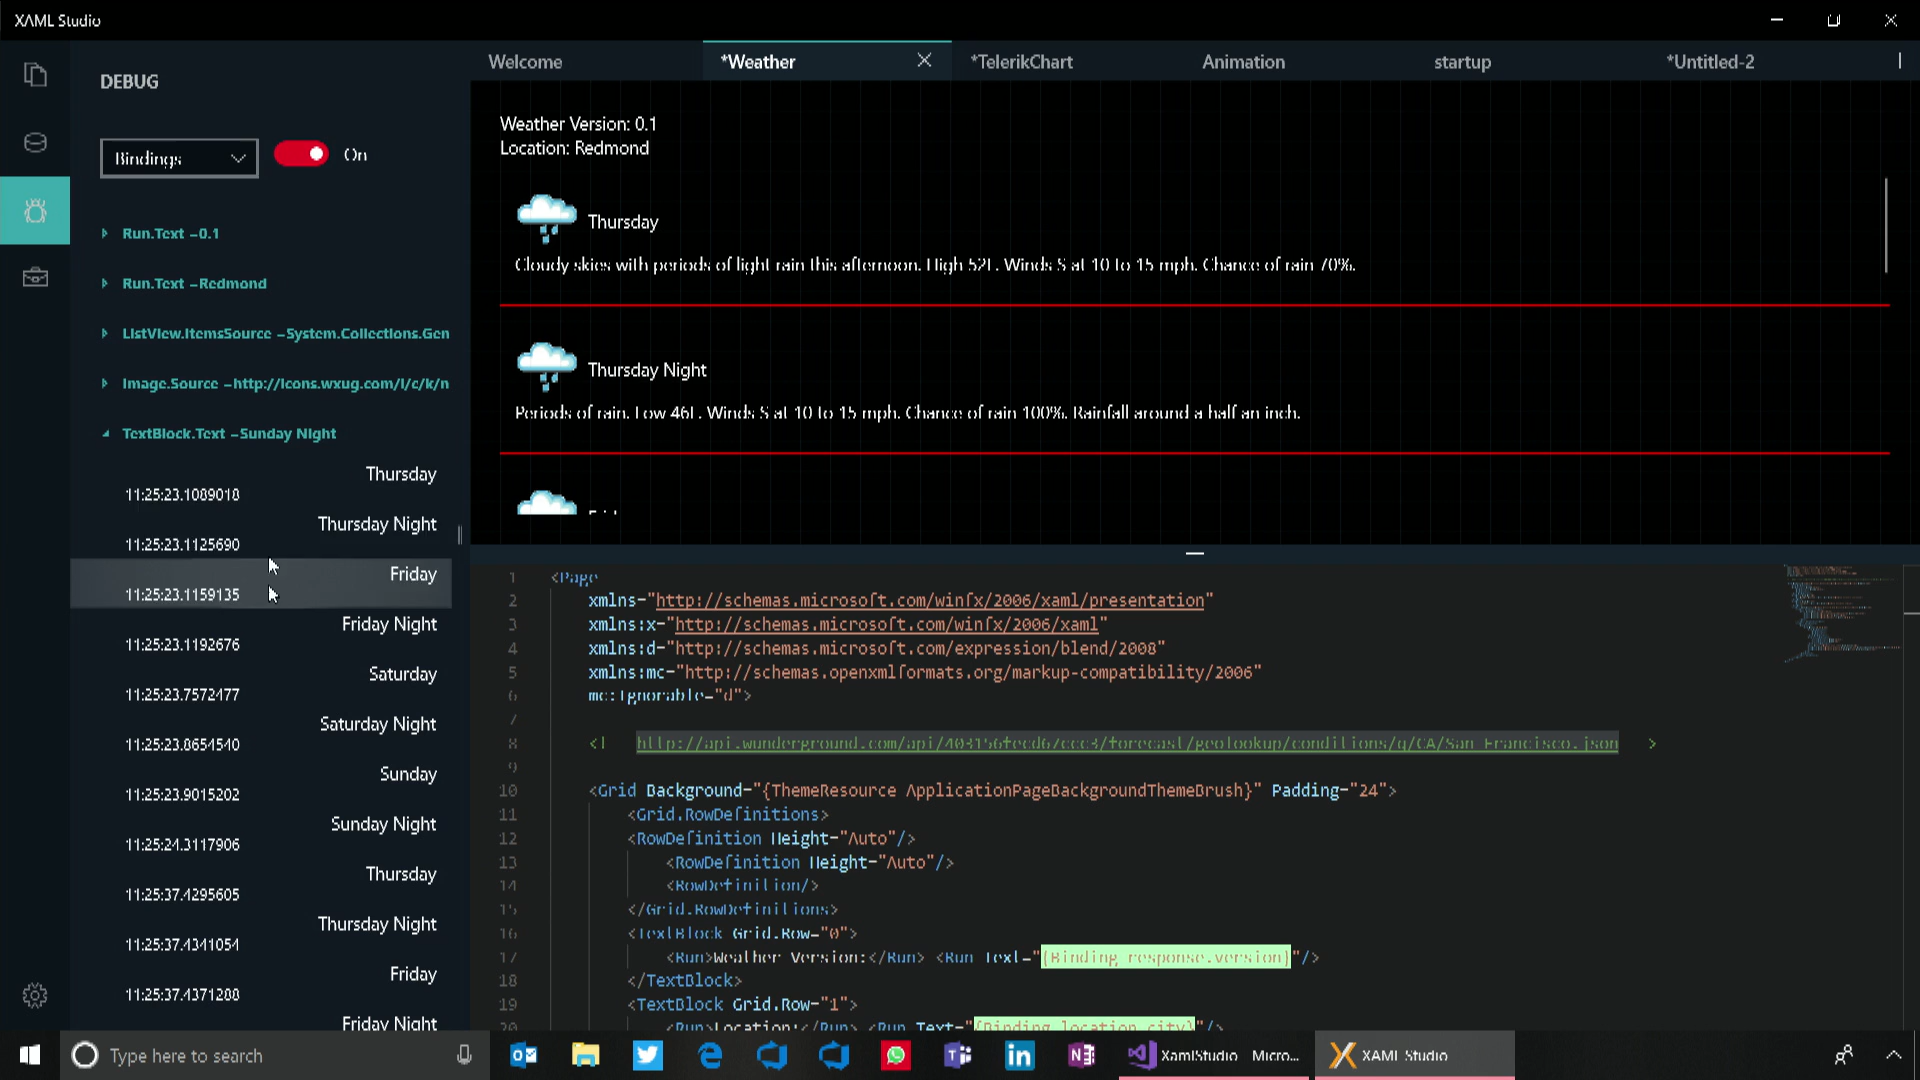 XAML Studio
DEBUG
Bindings
On
Run.Text –0.1
Run.Text –Redmond
ListView.ItemsSource –System.Collections.Gen
Image.Source –http://icons.wxug.com/i/c/k/n
TextBlock.Text –Sunday Night
Thursday
11:25:23.1089018
Thursday Night
11:25:23.1125690
Friday
11:25:23.1159135
Friday Night
11:25:23.1192676
Saturday
11:25:23.7572477
Saturday Night
11:25:23.8654540
Sunday
11:25:23.9015202
Sunday Night
11:25:24.3117906
Thursday
11:25:37.4295605
Thursday Night
11:25:37.4341054
Friday
11:25:37.4371288
Friday Night
Welcome *Weather *TelerikChart Animation startup *Untitled-2
Weather Version: 0.1
Location: Redmond
Thursday
Cloudy skies with periods of light rain this afternoon. High 52F. Winds S at 10 to 15 mph. Chance of rain 70%.
Thursday Night
Periods of rain. Low 46F. Winds S at 10 to 15 mph. Chance of rain 100%. Rainfall around a half an inch.
1 <Page
2 xmlns="http://schemas.microsoft.com/winfx/2006/xaml/presentation"
3 xmlns:x="http://schemas.microsoft.com/winfx/2006/xaml"
4 xmlns:d="http://schemas.microsoft.com/expression/blend/2008"
5 xmlns:mc="http://schemas.openxmlformats.org/markup-compatibility/2006"
6 mc:Ignorable="d">
7
8
9
10 <Grid Background="{ThemeResource ApplicationPageBackgroundThemeBrush}" Padding="24">
11 <Grid.RowDefinitions>
12 <RowDefinition Height="Auto"/>
13 <RowDefinition Height="Auto"/>
14 <RowDefinition/>
15 </Grid.RowDefinitions>
16 <TextBlock Grid.Row="0">
17 <Run>Weather Version:</Run> <Run Text="{Binding response.version}"/>
18 </TextBlock>
19 <TextBlock Grid.Row="1">
20 <Run>Location:</Run> <Run Text="{Binding location.city}"/>
Type here to search
XamlStudio Micro...
XAML Studio